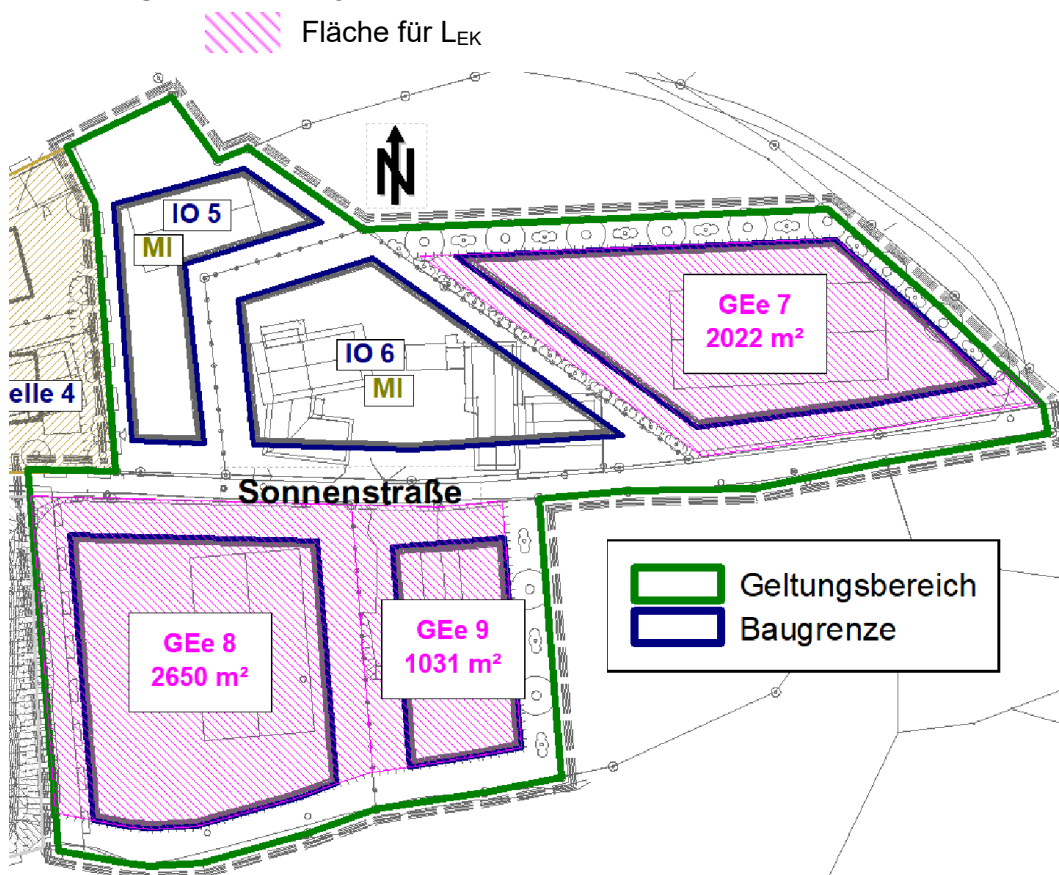 Fläche für LEK
N
IO 5
MI
GEe 7
2022 m²
IO 6
MI
elle 4
Sonnenstraße
Geltungsbereich
Baugrenze
GEe 8
2650 m²
GEe 9
1031 m²